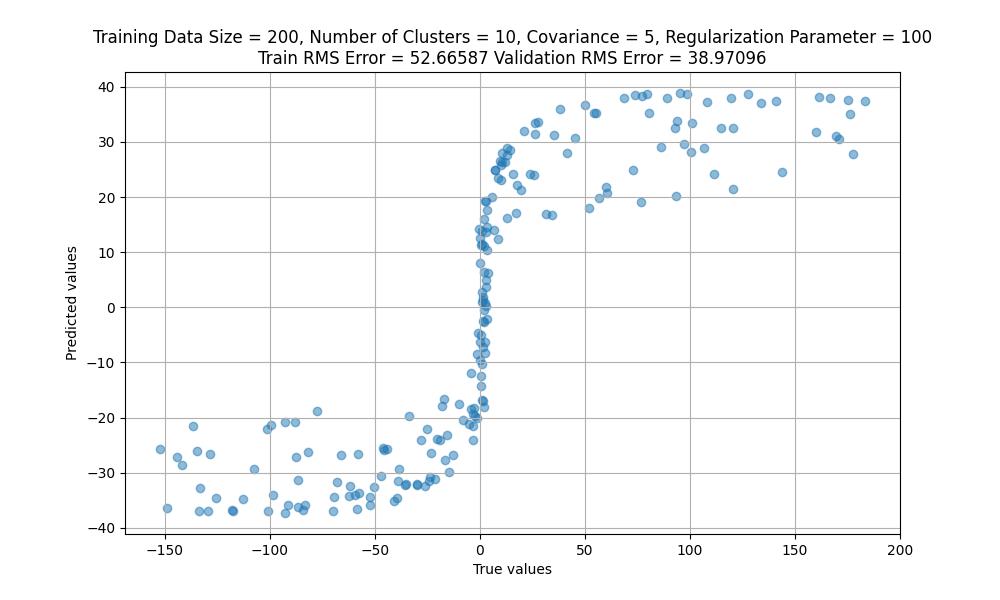 Training Data Size = 200, Number of Clusters = 10, Covariance = 5, Regularization Parameter = 100
Train RMS Error = 52.66587 Validation RMS Error = 38.97096
40
30
20
10
0
−10
−20
−30
−40
Predicted values
−150 −100 −50 0 50 100 150 200
True values